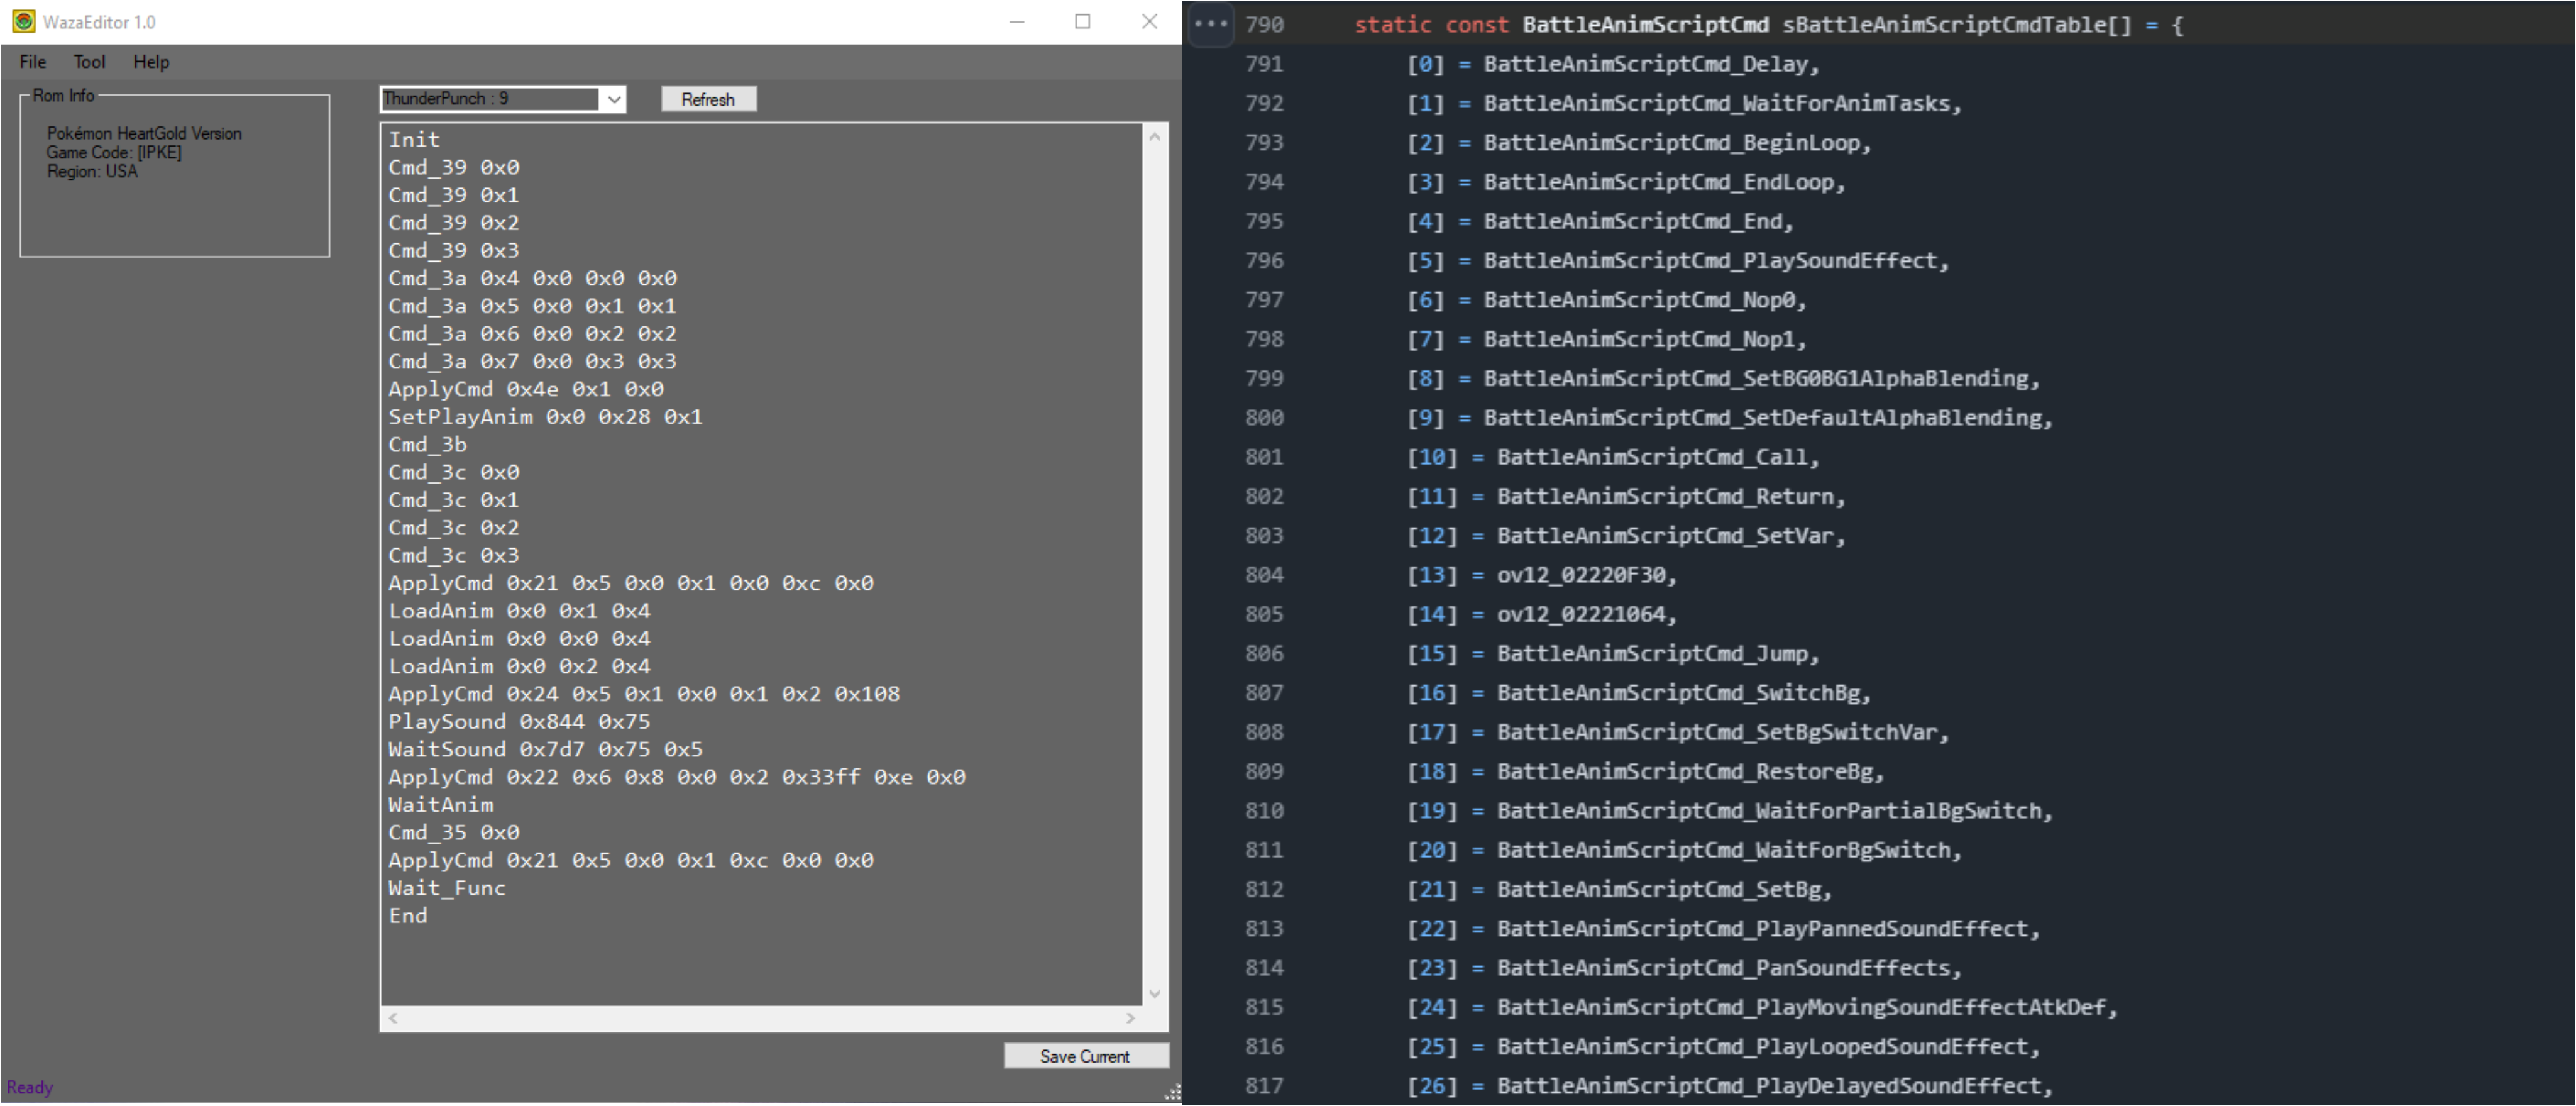 WazaEditor 1.0
File Tool Help
Rom Info
Pokémon HeartGold Version
Game Code: [IPKE]
Region: USA
ThunderPunch : 9
Refresh
Init
Cmd_39 0x0
Cmd_39 0x1
Cmd_39 0x2
Cmd_39 0x3
Cmd_3a 0x4 0x0 0x0 0x0
Cmd_3a 0x5 0x0 0x1 0x1
Cmd_3a 0x6 0x0 0x2 0x2
Cmd_3a 0x7 0x0 0x3 0x3
ApplyCmd 0x4e 0x1 0x0
SetPlayAnim 0x0 0x28 0x1
Cmd_3b
Cmd_3c 0x0
Cmd_3c 0x1
Cmd_3c 0x2
Cmd_3c 0x3
ApplyCmd 0x21 0x5 0x0 0x1 0x0 0xc 0x0
LoadAnim 0x0 0x1 0x4
LoadAnim 0x0 0x0 0x4
LoadAnim 0x0 0x2 0x4
ApplyCmd 0x24 0x5 0x1 0x0 0x1 0x2 0x108
PlaySound 0x844 0x75
WaitSound 0x7d7 0x75 0x5
ApplyCmd 0x22 0x6 0x8 0x0 0x2 0x33ff 0xe 0x0
WaitAnim
Cmd_35 0x0
ApplyCmd 0x21 0x5 0x0 0x1 0xc 0x0 0x0
Wait_Func
End
Save Current
Ready
790 static const BattleAnimScriptCmd sBattleAnimScriptCmdTable[] = {
791 [0] = BattleAnimScriptCmd_Delay,
792 [1] = BattleAnimScriptCmd_WaitForAnimTasks,
793 [2] = BattleAnimScriptCmd_BeginLoop,
794 [3] = BattleAnimScriptCmd_EndLoop,
795 [4] = BattleAnimScriptCmd_End,
796 [5] = BattleAnimScriptCmd_PlaySoundEffect,
797 [6] = BattleAnimScriptCmd_Nop0,
798 [7] = BattleAnimScriptCmd_Nop1,
799 [8] = BattleAnimScriptCmd_SetBG0BG1AlphaBlending,
800 [9] = BattleAnimScriptCmd_SetDefaultAlphaBlending,
801 [10] = BattleAnimScriptCmd_Call,
802 [11] = BattleAnimScriptCmd_Return,
803 [12] = BattleAnimScriptCmd_SetVar,
804 [13] = ov12_02220F30,
805 [14] = ov12_02221064,
806 [15] = BattleAnimScriptCmd_Jump,
807 [16] = BattleAnimScriptCmd_SwitchBg,
808 [17] = BattleAnimScriptCmd_SetBgSwitchVar,
809 [18] = BattleAnimScriptCmd_RestoreBg,
810 [19] = BattleAnimScriptCmd_WaitForPartialBgSwitch,
811 [20] = BattleAnimScriptCmd_WaitForBgSwitch,
812 [21] = BattleAnimScriptCmd_SetBg,
813 [22] = BattleAnimScriptCmd_PlayPannedSoundEffect,
814 [23] = BattleAnimScriptCmd_PanSoundEffects,
815 [24] = BattleAnimScriptCmd_PlayMovingSoundEffectAtkDef,
816 [25] = BattleAnimScriptCmd_PlayLoopedSoundEffect,
817 [26] = BattleAnimScriptCmd_PlayDelayedSoundEffect,